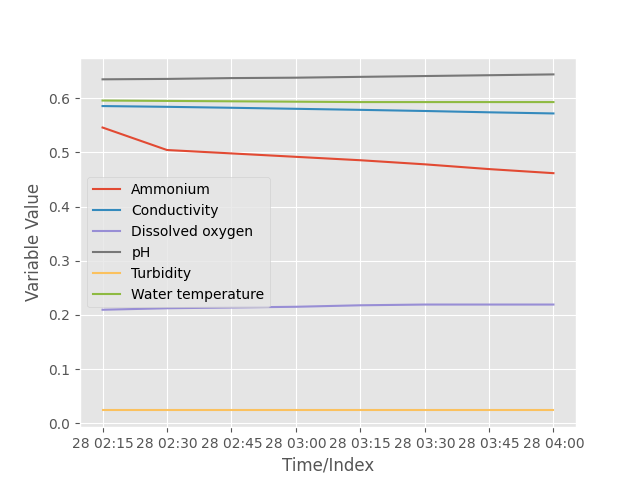 0.6
0.5
0.4
0.3
0.2
0.1
0.0
Variable Value
Ammonium
Conductivity
Dissolved oxygen
pH
Turbidity
Water temperature
28 02:15 28 02:30 28 02:45 28 03:00 28 03:15 28 03:30 28 03:45 28 04:00
Time/Index